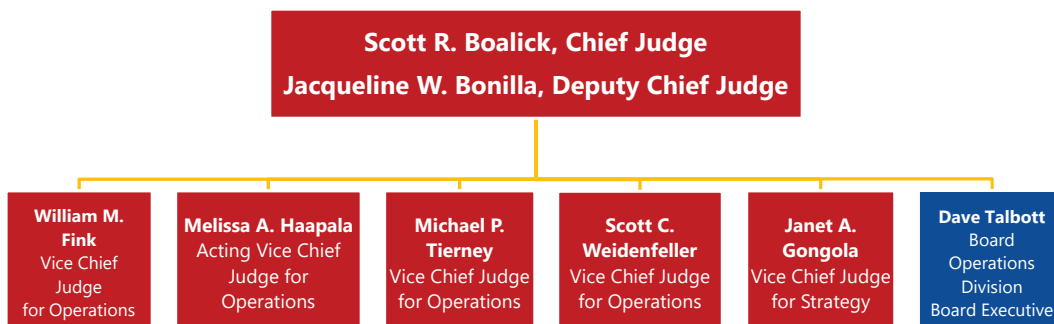 Scott R. Boalick, Chief Judge
Jacqueline W. Bonilla, Deputy Chief Judge
William M.
Fink
Vice Chief
Judge
for Operations
Melissa A. Haapala
Acting Vice Chief
Judge for
Operations
Michael P.
Tierney
Vice Chief Judge
for Operations
Scott C.
Weidenfeller
Vice Chief Judge
for Operations
Janet A.
Gongola
Vice Chief Judge
for Strategy
Dave Talbott
Board
Operations
Division
Board Executive